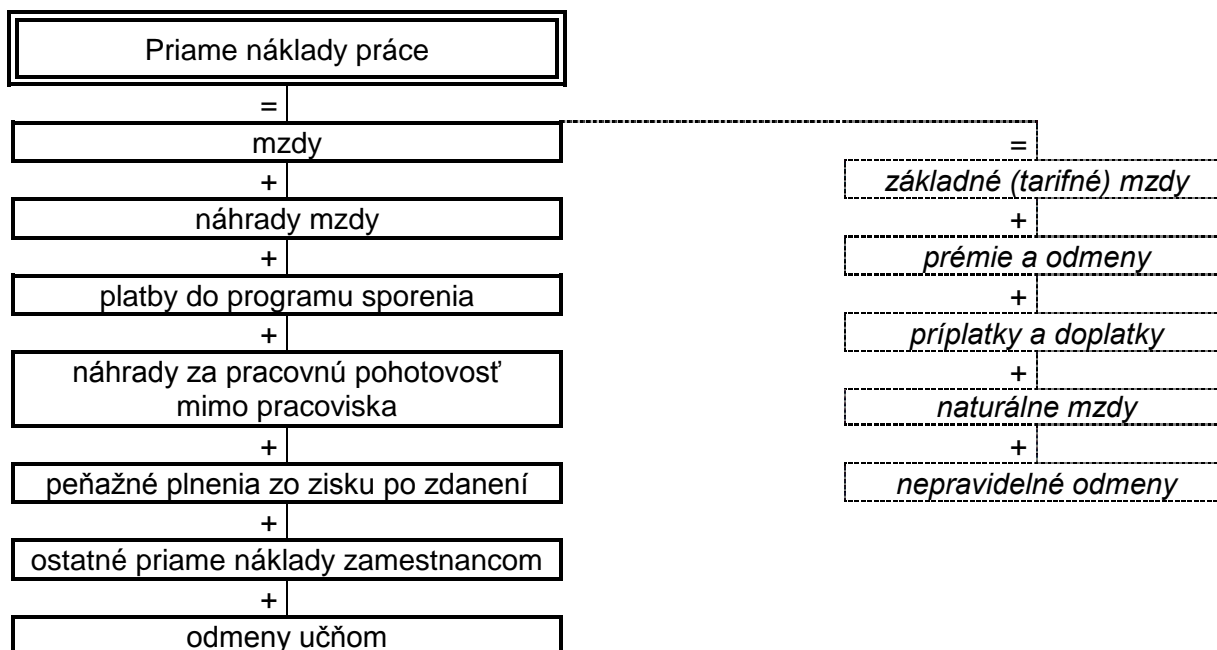 Priame náklady práce
=
mzdy
+
náhrady mzdy
+
platby do programu sporenia
+
náhrady za pracovnú pohotovosť
mimo pracoviska
+
peňažné plnenia zo zisku po zdanení
+
ostatné priame náklady zamestnancom
+
odmeny učňom
=
základné (tarifné) mzdy
+
prémie a odmeny
+
príplatky a doplatky
+
naturálne mzdy
+
nepravidelné odmeny